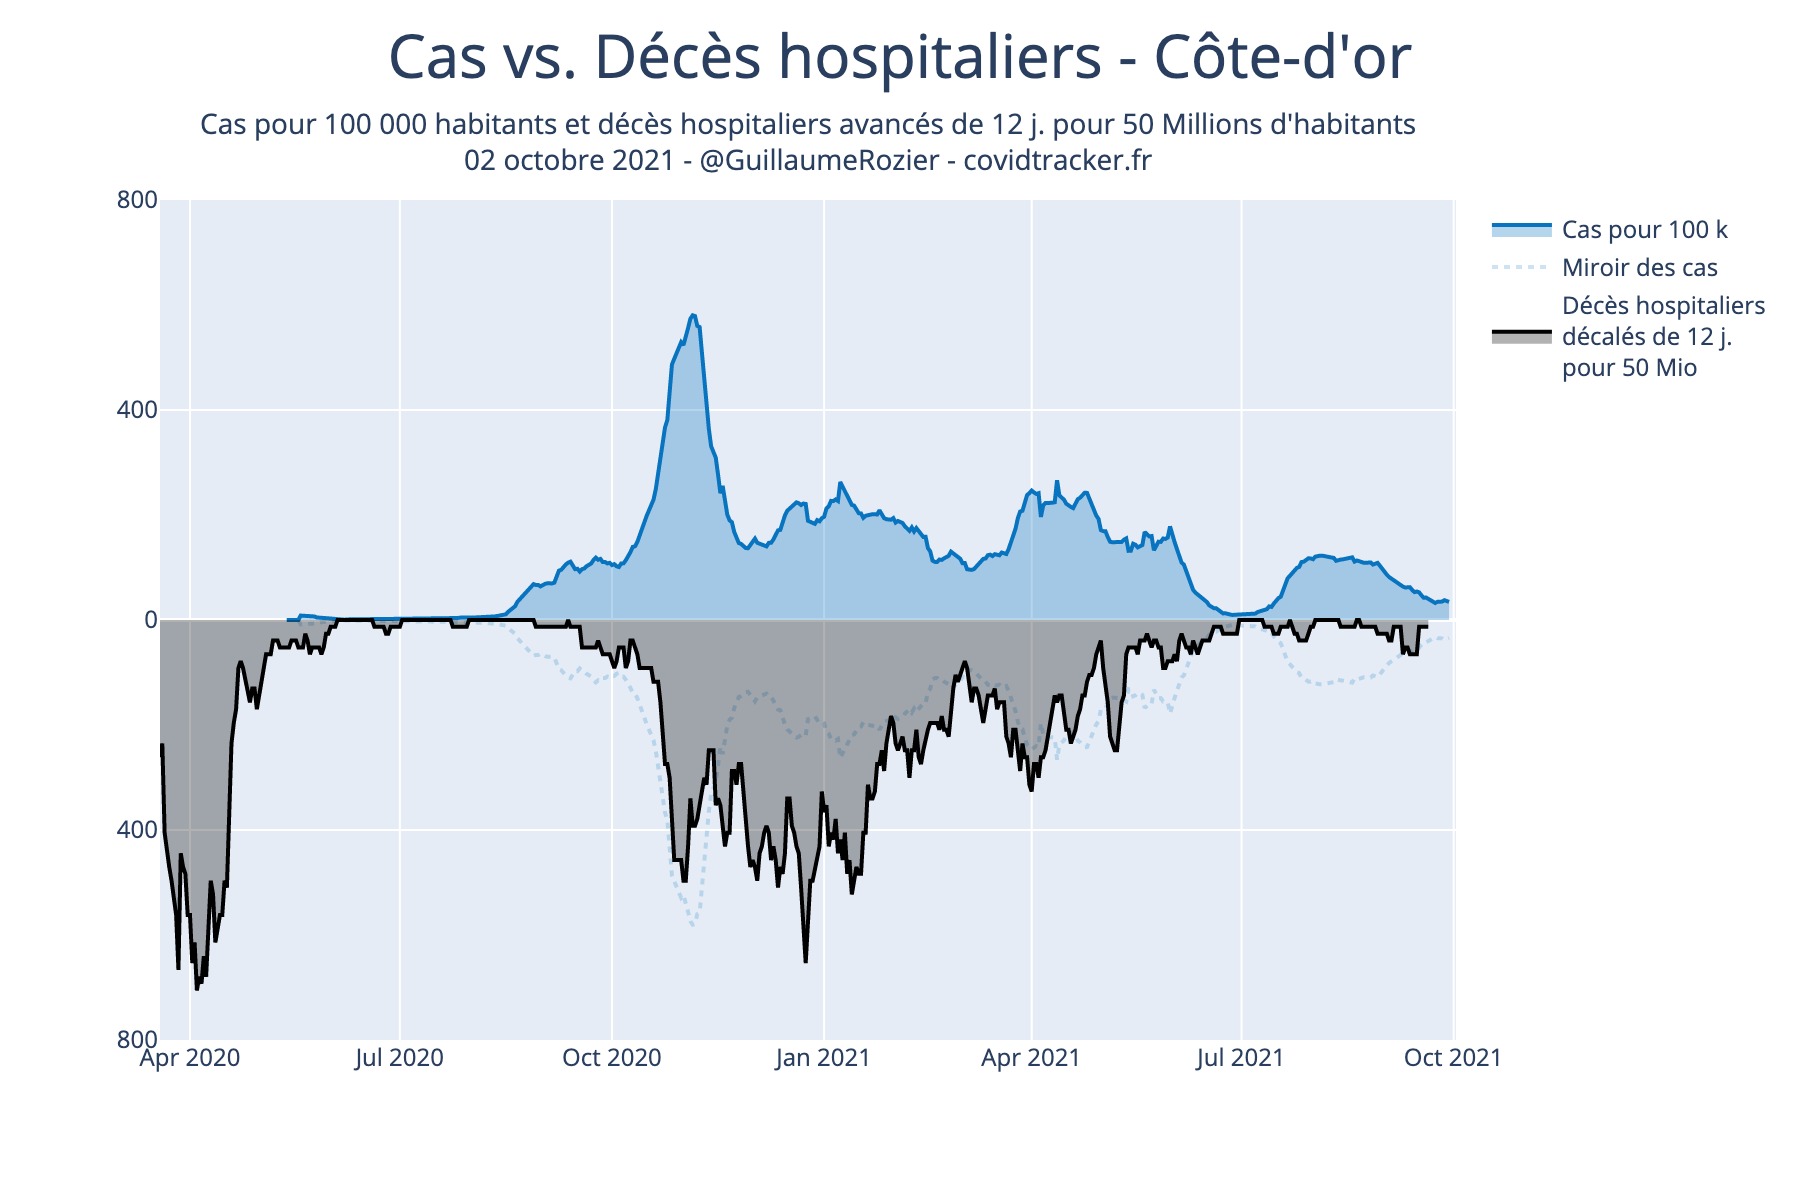 Cas vs. Décès hospitaliers - Côte-d'or
Cas pour 100 000 habitants et décès hospitaliers avancés de 12 j. pour 50 Millions d'habitants
02 octobre 2021 - @GuillaumeRozier - covidtracker.fr
800
400
0
400
800
Apr 2020
Jul 2020
Oct 2020
Jan 2021
Apr 2021
Jul 2021
Oct 2021
Cas pour 100 k
Miroir des cas
Décès hospitaliers
décalés de 12 j.
pour 50 Mio